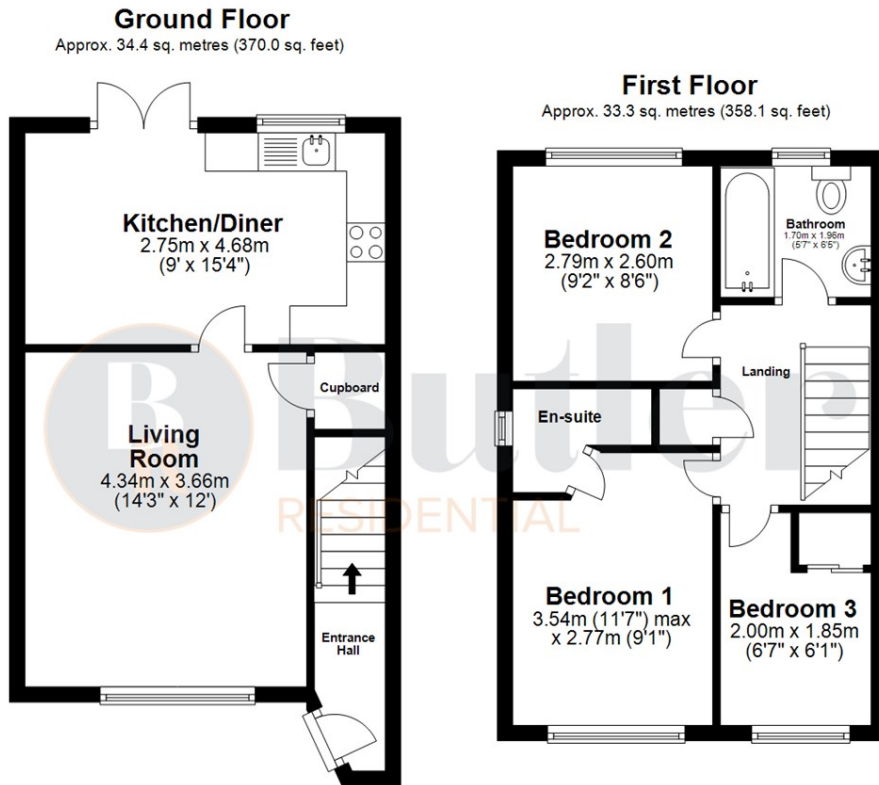 Ground Floor
Approx. 34.4 sq. metres (370.0 sq. feet)
Kitchen/Diner
2.75m x 4.68m
(9' x 15'4")
Cupboard
Living
Room
4.34m x 3.66m
(14'3" x 12')
Entrance
Hall
First Floor
Approx. 33.3 sq. metres (358.1 sq. feet)
Bedroom 2
2.79m x 2.60m
(9'2" x 8'6")
Bathroom
1.70m x 1.96m
(5'7" x 6'5")
Landing
En-suite
Bedroom 1
3.54m (11'7") max
x 2.77m (9'1")
Bedroom 3
2.00m x 1.85m
(6'7" x 6'1")
B
Butler
RESIDENTIAL